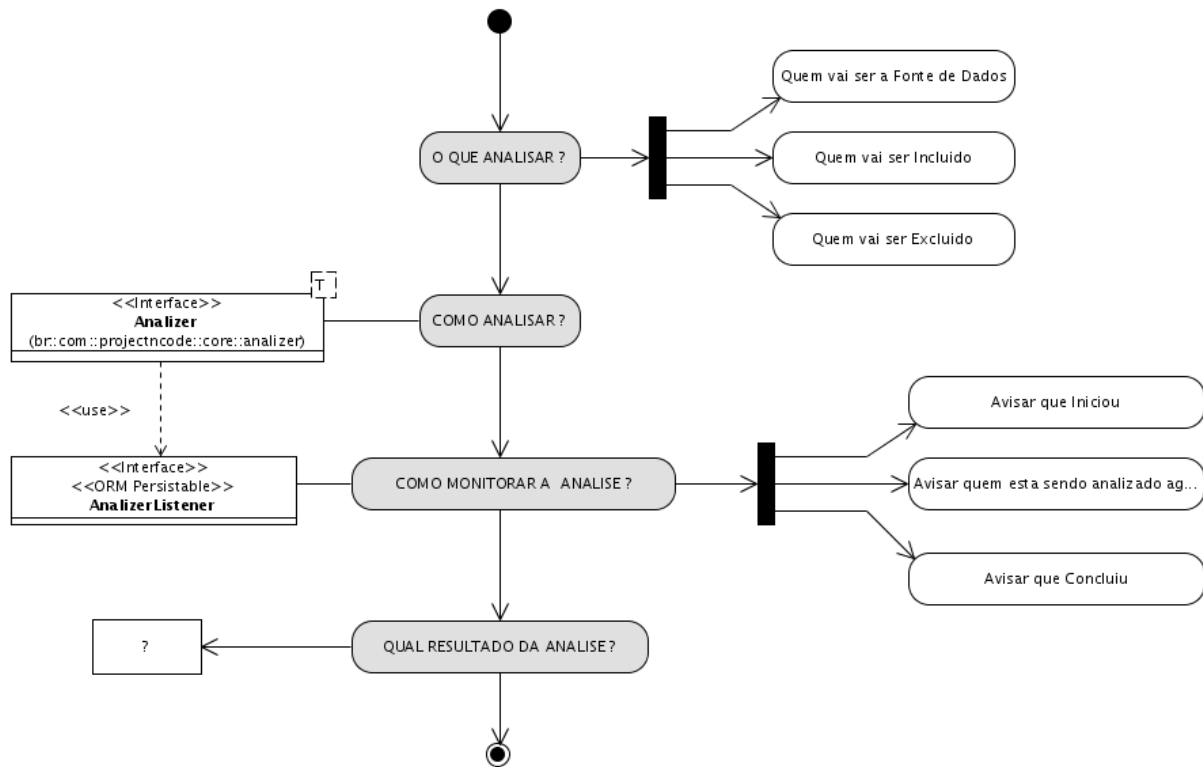 Quem vai ser a Fonte de Dados
O QUE ANALISAR ?
Quem vai ser Incluido
Quem vai ser Excluido
T
<<Interface>>
Analizer
(br::com::projectncode::core::analizer)
COMO ANALISAR ?
<<use>>
Avisar que Iniciou
<<Interface>>
<<ORM Persistable>>
AnalizerListener
COMO MONITORAR A ANALISE ?
Avisar quem esta sendo analizado ag...
Avisar que Concluiu
?
QUAL RESULTADO DA ANALISE ?